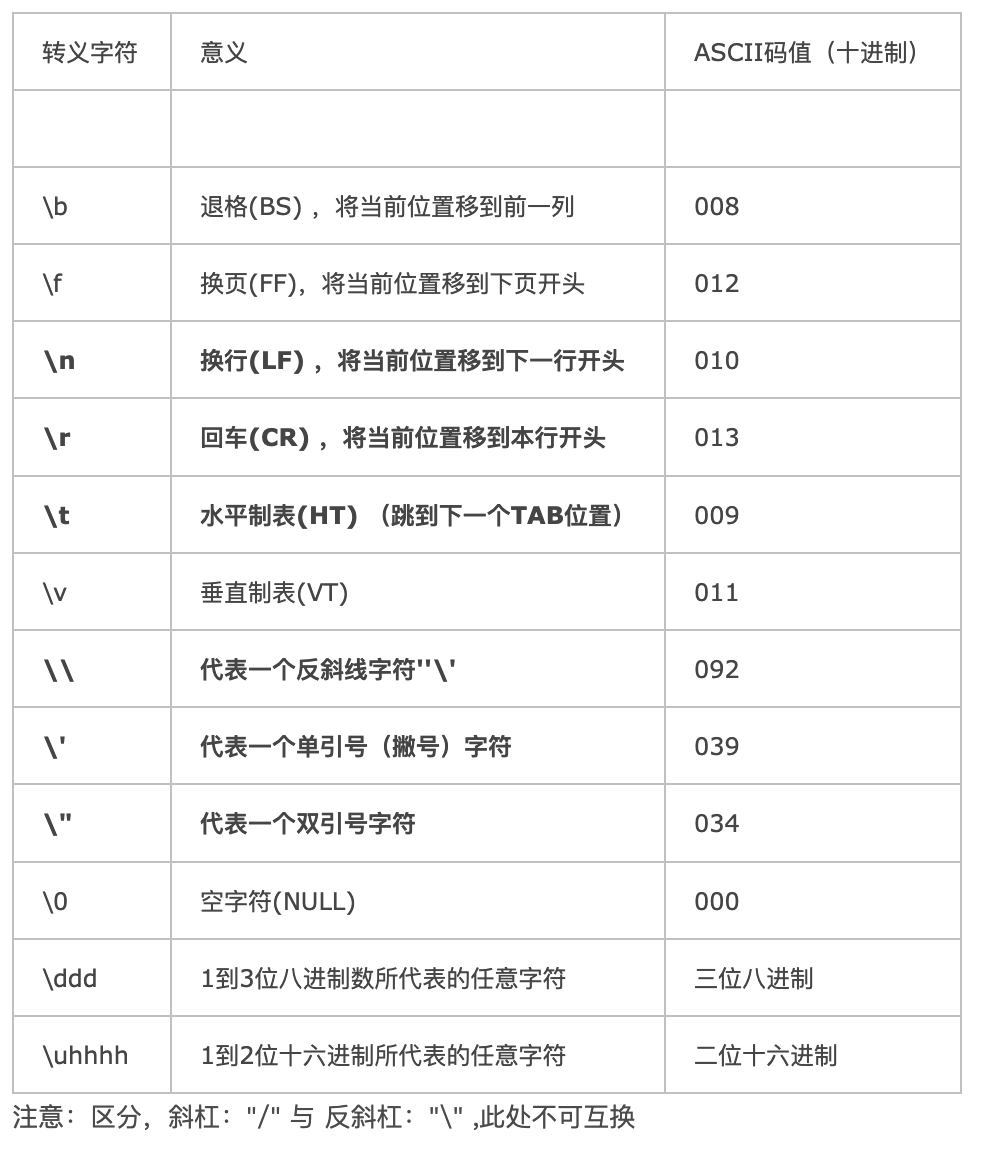 转义字符 意义 ASCII码值（十进制）
\b 退格(BS) ，将当前位置移到前一列 008
\f 换页(FF)，将当前位置移到下页开头 012
\n 换行(LF) ，将当前位置移到下一行开头 010
\r 回车(CR) ，将当前位置移到本行开头 013
\t 水平制表(HT) （跳到下一个TAB位置） 009
\v 垂直制表(VT) 011
\\ 代表一个反斜线字符''\' 092
\' 代表一个单引号（撇号）字符 039
\" 代表一个双引号字符 034
\0 空字符(NULL) 000
\ddd 1到3位八进制数所代表的任意字符 三位八进制
\uhhhh 1到2位十六进制所代表的任意字符 二位十六进制
注意：区分，斜杠："/" 与 反斜杠："\" ,此处不可互换